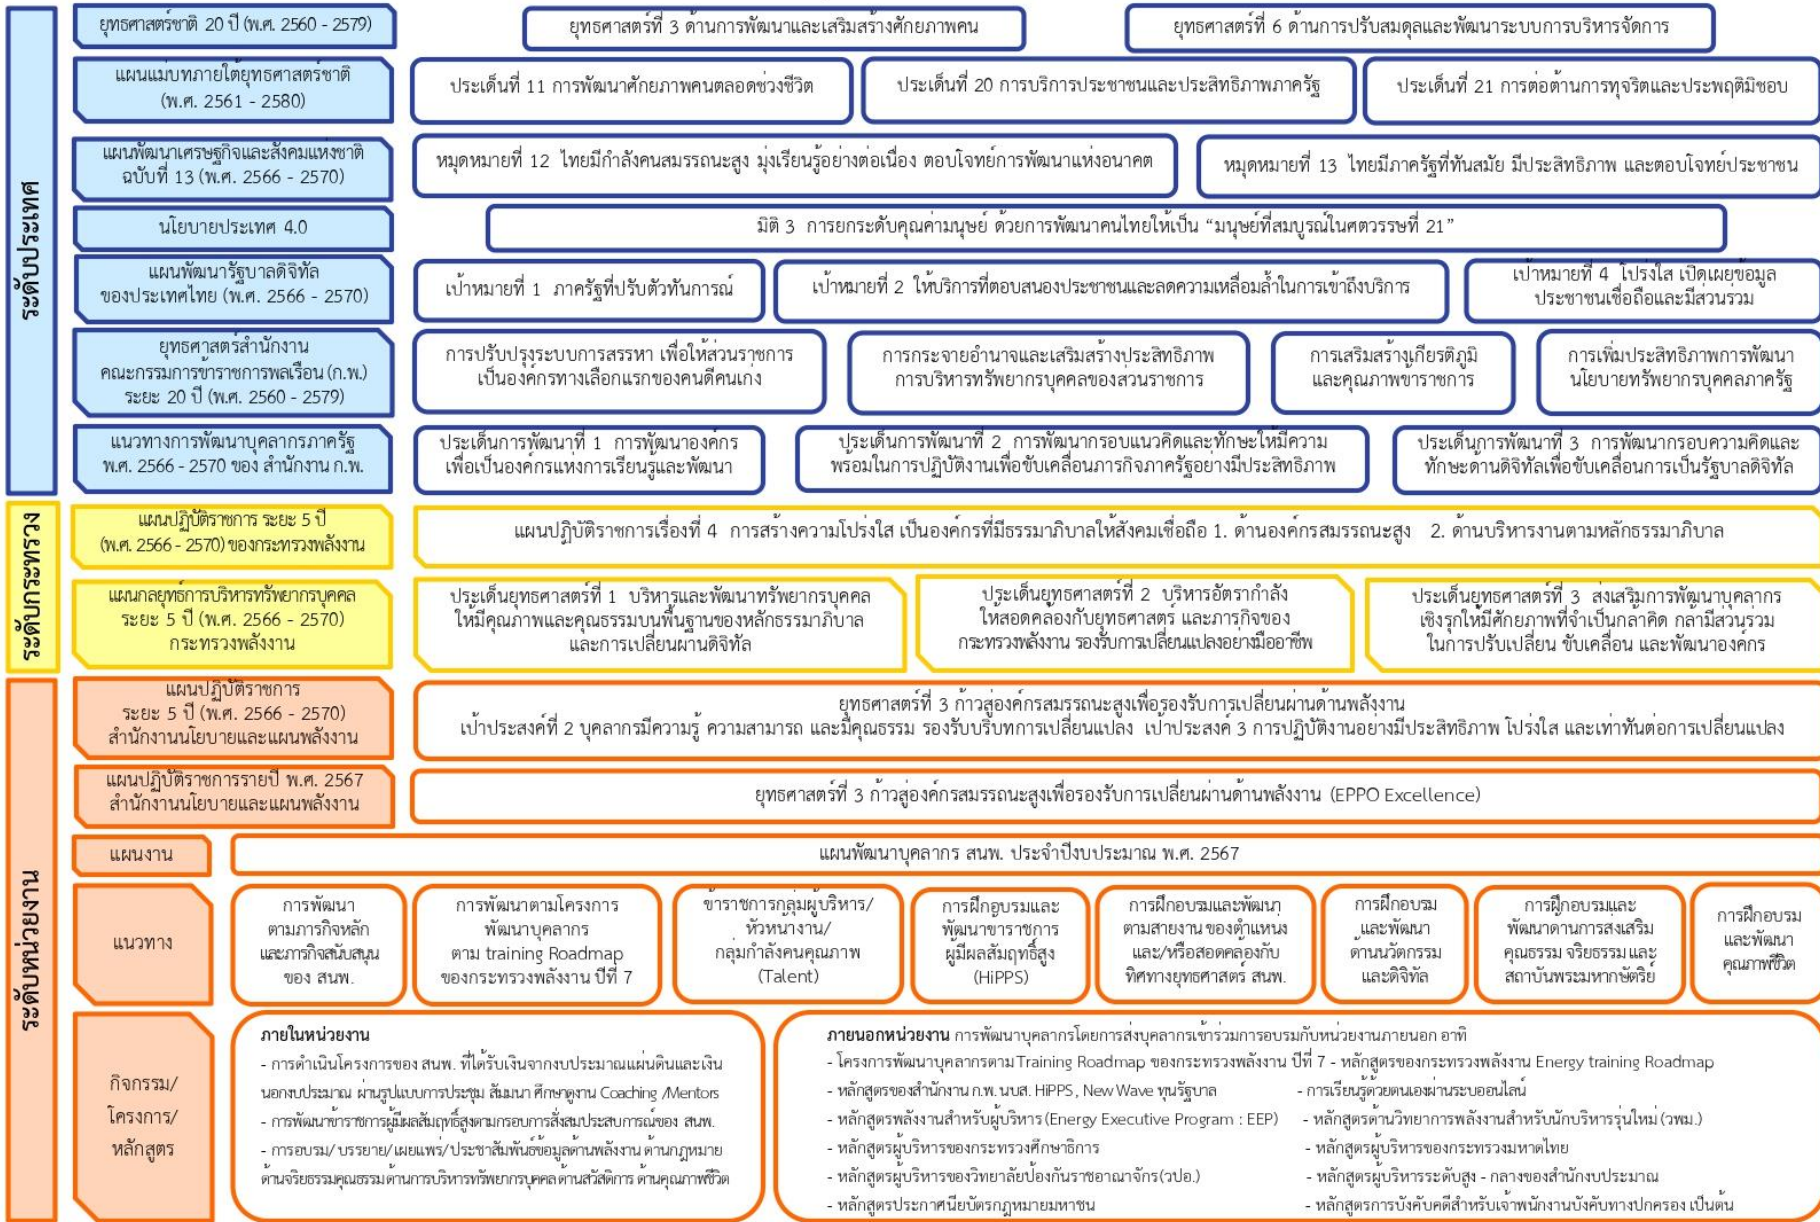 ระดับประเทศ
ยุทธศาสตร์ชาติ 20 ปี (พ.ศ. 2560 - 2579)
ยุทธศาสตร์ที่ 3 ด้านการพัฒนาและเสริมสร้างศักยภาพคน
ยุทธศาสตร์ที่ 6 ด้านการปรับสมดุลและพัฒนาระบบการบริหารจัดการ
แผนแม่บทภายใต้ยุทธศาสตร์ชาติ
(พ.ศ. 2561 - 2580)
ประเด็นที่ 11 การพัฒนาศักยภาพคนตลอดช่วงชีวิต
ประเด็นที่ 20 การบริการประชาชนและประสิทธิภาพภาครัฐ
ประเด็นที่ 21 การต่อต้านการทุจริตและประพฤติมิชอบ
แผนพัฒนาเศรษฐกิจและสังคมแห่งชาติ
ฉบับที่ 13 (พ.ศ. 2566 - 2570)
หมุดหมายที่ 12 ไทยมีกำลังคนสมรรถนะสูง มุ่งเรียนรู้อย่างต่อเนื่อง ตอบโจทย์การพัฒนาแห่งอนาคต
หมุดหมายที่ 13 ไทยมีภาครัฐที่ทันสมัย มีประสิทธิภาพ และตอบโจทย์ประชาชน
นโยบายประเทศ 4.0
มิติ 3 การยกระดับคุณค่ามนุษย์ ด้วยการพัฒนาคนไทยให้เป็น “มนุษย์ที่สมบูรณ์ในศตวรรษที่ 21”
แผนพัฒนารัฐบาลดิจิทัล
ของประเทศไทย (พ.ศ. 2566 - 2570)
เป้าหมายที่ 1 ภาครัฐที่ปรับตัวทันการณ์
เป้าหมายที่ 2 ให้บริการที่ตอบสนองประชาชนและลดความเหลื่อมล้ำในการเข้าถึงบริการ
เป้าหมายที่ 4 โปร่งใส เปิดเผยข้อมูล
ประชาชนเชื่อถือและมีส่วนร่วม
ยุทธศาสตร์สำนักงาน
คณะกรรมการข้าราชการพลเรือน (ก.พ.)
ระยะ 20 ปี (พ.ศ. 2560 - 2579)
การปรับปรุงระบบการสรรหา เพื่อให้ส่วนราชการ
เป็นองค์กรทางเลือกแรกของคนดีคนเก่ง
การกระจายอำนาจและเสริมสร้างประสิทธิภาพ
การบริหารทรัพยากรบุคคลของส่วนราชการ
การเสริมสร้างเกียรติภูมิ
และคุณภาพข้าราชการ
การเพิ่มประสิทธิภาพการพัฒนา
นโยบายทรัพยากรบุคคลภาครัฐ
แนวทางการพัฒนาบุคลากรภาครัฐ
พ.ศ. 2566 - 2570 ของ สำนักงาน ก.พ.
ประเด็นการพัฒนาที่ 1 การพัฒนาองค์กร
เพื่อเป็นองค์กรแห่งการเรียนรู้และพัฒนา
ประเด็นการพัฒนาที่ 2 การพัฒนากรอบแนวคิดและทักษะให้มีความ
พร้อมในการปฏิบัติงานเพื่อขับเคลื่อนภารกิจภาครัฐอย่างมีประสิทธิภาพ
ประเด็นการพัฒนาที่ 3 การพัฒนากรอบความคิดและ
ทักษะด้านดิจิทัลเพื่อขับเคลื่อนการเป็นรัฐบาลดิจิทัล
ระดับกระทรวง
แผนปฏิบัติราชการ ระยะ 5 ปี
(พ.ศ. 2566 - 2570) ของกระทรวงพลังงาน
แผนปฏิบัติราชการเรื่องที่ 4 การสร้างความโปร่งใส เป็นองค์กรที่มีธรรมาภิบาลให้สังคมเชื่อถือ 1. ด้านองค์กรสมรรถนะสูง 2. ด้านบริหารงานตามหลักธรรมาภิบาล
แผนกลยุทธ์การบริหารทรัพยากรบุคคล
ระยะ 5 ปี (พ.ศ. 2566 - 2570)
กระทรวงพลังงาน
ประเด็นยุทธศาสตร์ที่ 1 บริหารและพัฒนาทรัพยากรบุคคล
ให้มีคุณภาพและคุณธรรมบนพื้นฐานของหลักธรรมาภิบาล
และการเปลี่ยนผ่านดิจิทัล
ประเด็นยุทธศาสตร์ที่ 2 บริหารอัตรากำลัง
ให้สอดคล้องกับยุทธศาสตร์ และภารกิจของ
กระทรวงพลังงาน รองรับการเปลี่ยนแปลงอย่างมืออาชีพ
ประเด็นยุทธศาสตร์ที่ 3 ส่งเสริมการพัฒนาบุคลากร
เชิงรุกให้มีศักยภาพที่จำเป็นกล้าคิด กล้ามีส่วนร่วม
ในการปรับเปลี่ยน ขับเคลื่อน และพัฒนาองค์กร
ระดับหน่วยงาน
แผนปฏิบัติราชการ
ระยะ 5 ปี (พ.ศ. 2566 - 2570)
สำนักงานนโยบายและแผนพลังงาน
ยุทธศาสตร์ที่ 3 ก้าวสู่องค์กรสมรรถนะสูงเพื่อรองรับการเปลี่ยนผ่านด้านพลังงาน
เป้าประสงค์ที่ 2 บุคลากรมีความรู้ ความสามารถ และมีคุณธรรม รองรับบริบทการเปลี่ยนแปลง เป้าประสงค์ 3 การปฏิบัติงานอย่างมีประสิทธิภาพ โปร่งใส และเท่าทันต่อการเปลี่ยนแปลง
แผนปฏิบัติราชการรายปี พ.ศ. 2567
สำนักงานนโยบายและแผนพลังงาน
ยุทธศาสตร์ที่ 3 ก้าวสู่องค์กรสมรรถนะสูงเพื่อรองรับการเปลี่ยนผ่านด้านพลังงาน (EPPO Excellence)
แผนงาน
แผนพัฒนาบุคลากร สนพ. ประจำปีงบประมาณ พ.ศ. 2567
แนวทาง
การพัฒนา
ตามภารกิจหลัก
และภารกิจสนับสนุน
ของ สนพ.
การพัฒนาตามโครงการ
พัฒนาบุคลากร
ตาม training Roadmap
ของกระทรวงพลังงาน ปีที่ 7
ข้าราชการกลุ่มผู้บริหาร/
หัวหน้างาน/
กลุ่มกำลังคนคุณภาพ
(Talent)
การฝึกอบรมและ
พัฒนาข้าราชการ
ผู้มีผลสัมฤทธิ์สูง
(HiPPS)
การฝึกอบรมและพัฒนา
ตามสายงาน ของตำแหน่ง
และ/หรือสอดคล้องกับ
ทิศทางยุทธศาสตร์ สนพ.
การฝึกอบรม
และพัฒนา
ด้านนวัตกรรม
และดิจิทัล
การฝึกอบรมและ
พัฒนาด้านการส่งเสริม
คุณธรรม จริยธรรม และ
สถาบันพระมหากษัตริย์
การฝึกอบรม
และพัฒนา
คุณภาพชีวิต
กิจกรรม/
โครงการ/
หลักสูตร
ภายในหน่วยงาน
- การดำเนินโครงการของ สนพ. ที่ได้รับเงินจากงบประมาณแผ่นดินและเงิน
นอกงบประมาณ ผ่านรูปแบบการประชุม สัมมนา ศึกษาดูงาน Coaching /Mentors
- การพัฒนาข้าราชการผู้มีผลสัมฤทธิ์สูงตามกรอบการสั่งสมประสบการณ์ของ สนพ.
- การอบรม/ บรรยาย/ เผยแพร่/ ประชาสัมพันธ์ข้อมูลด้านพลังงาน ด้านกฎหมาย
ด้านจริยธรรมคุณธรรม ด้านการบริหารทรัพยากรบุคคล ด้านสวัสดิการ ด้านคุณภาพชีวิต
ภายนอกหน่วยงาน การพัฒนาบุคลากรโดยการส่งบุคลากรเข้าร่วมการอบรมกับหน่วยงานภายนอก อาทิ
- โครงการพัฒนาบุคลากรตาม Training Roadmap ของกระทรวงพลังงาน ปีที่ 7 - หลักสูตรของกระทรวงพลังงาน Energy training Roadmap
- หลักสูตรของสำนักงาน ก.พ. นบส. HiPPS , New Wave ทุนรัฐบาล - การเรียนรู้ด้วยตนเองผ่านระบบออนไลน์
- หลักสูตรพลังงานสำหรับผู้บริหาร (Energy Executive Program : EEP) - หลักสูตรด้านวิทยาการพลังงานสำหรับนักบริหารรุ่นใหม่ (วพม.)
- หลักสูตรผู้บริหารของกระทรวงศึกษาธิการ - หลักสูตรผู้บริหารของกระทรวงมหาดไทย
- หลักสูตรผู้บริหารของวิทยาลัยป้องกันราชอาณาจักร (วปอ.) - หลักสูตรผู้บริหารระดับสูง - กลางของสำนักงบประมาณ
- หลักสูตรประกาศนียบัตรกฎหมายมหาชน - หลักสูตรการบังคับคดีสำหรับเจ้าพนักงานบังคับทางปกครอง เป็นต้น